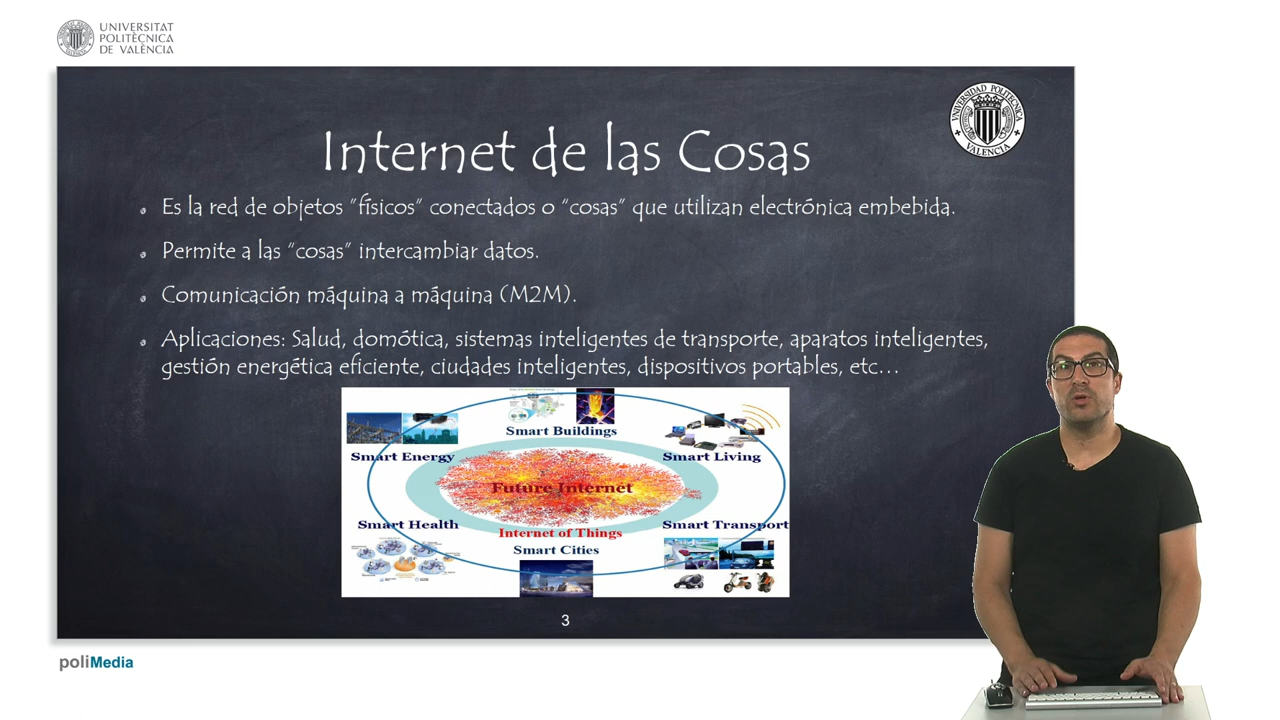 UNIVERSITAT
POLITÈCNICA
DE VALÈNCIA
UNIVERSIDAD POLITECNICA
VALENCIA
Internet de las Cosas
Es la red de objetos "físicos" conectados o "cosas" que utilizan electrónica embebida.
Permite a las "cosas" intercambiar datos.
Comunicación máquina a máquina (M2M).
Aplicaciones: Salud, domótica, sistemas inteligentes de transporte, aparatos inteligentes,
gestión energética eficiente, ciudades inteligentes, dispositivos portables, etc...
Smart Buildings
Smart Energy
Smart Living
Future Internet
Smart Health
Smart Transport
Internet of Things
Smart Cities
3
poliMedia